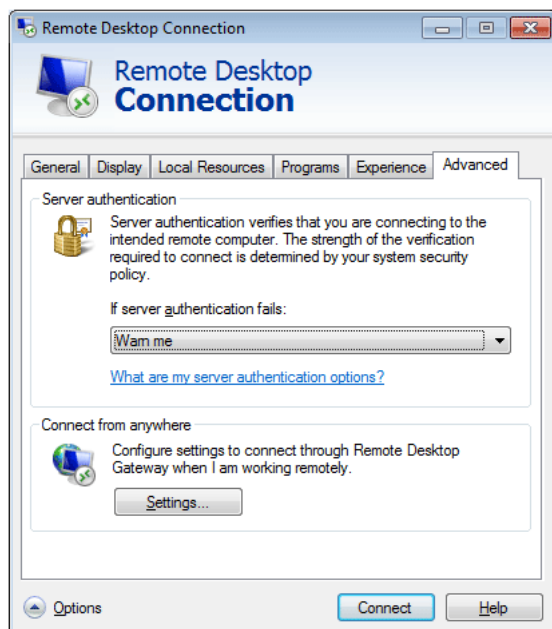 Remote Desktop Connection
Remote Desktop
Connection
General Display Local Resources Programs Experience Advanced
Server authentication
Server authentication verifies that you are connecting to the
intended remote computer. The strength of the verification
required to connect is determined by your system security
policy.
If server authentication fails:
Warn me
What are my server authentication options?
Connect from anywhere
Configure settings to connect through Remote Desktop
Gateway when I am working remotely.
Settings...
Options Connect Help